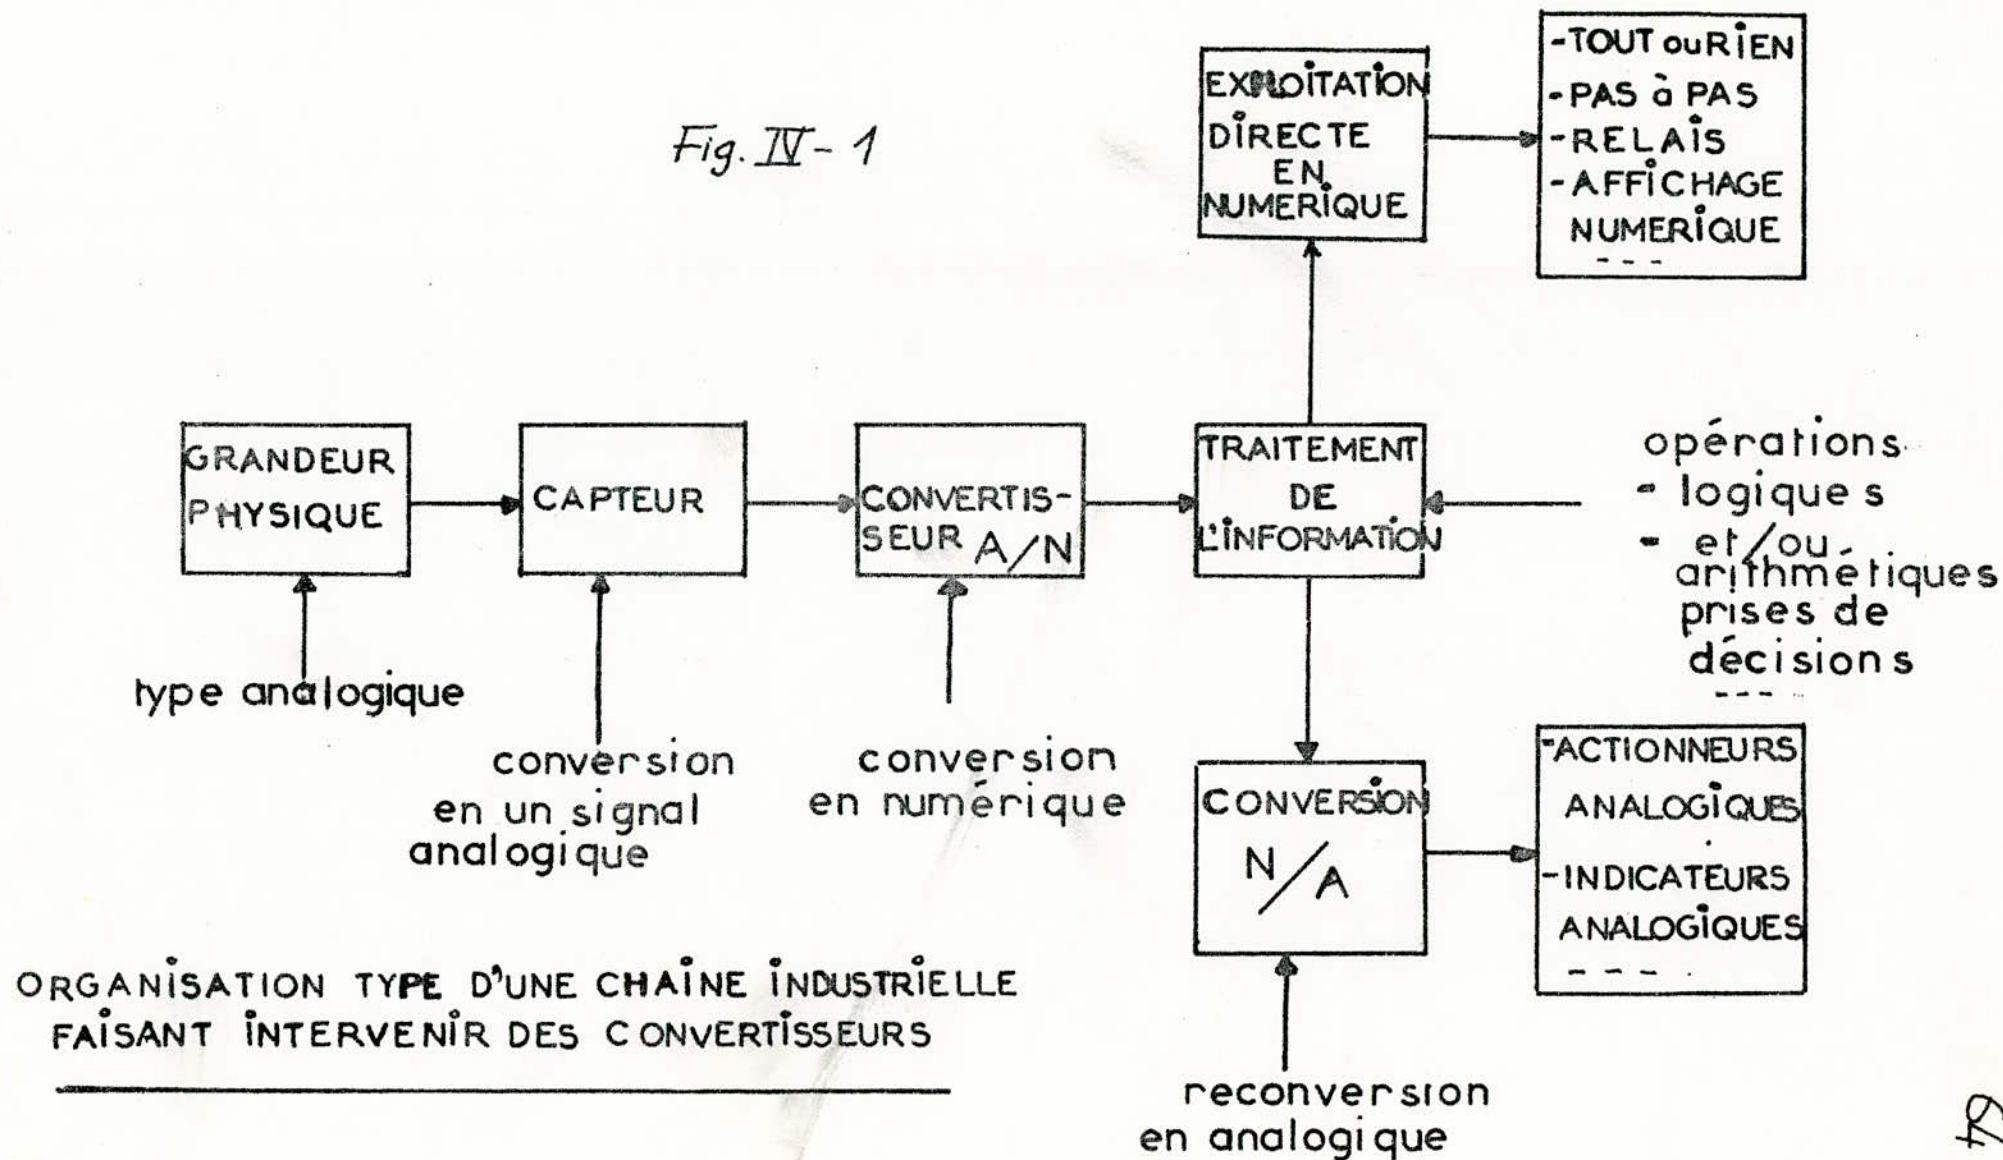 Fig. IV - 1
EXPLOITATION
DIRECTE
EN
NUMERIQUE
-TOUT ou RIEN
-PAS à PAS
-RELAIS
-AFFICHAGE
NUMERIQUE
---
GRANDEUR
PHYSIQUE
CAPTEUR
CONVERTIS-
SEUR A/N
TRAITEMENT
DE
L'INFORMATION
opérations
- logiques
- et/ou
arithmétiques
prises de
décisions
---
type analogique
conversion
en un signal
analogique
conversion
en numérique
CONVERSION
N/A
-ACTIONNEURS
ANALOGIQUES
-INDICATEURS
ANALOGIQUES
---
ORGANISATION TYPE D'UNE CHAÎNE INDUSTRIELLE
FAISANT INTERVENIR DES CONVERTISSEURS
reconversion
en analogique
64